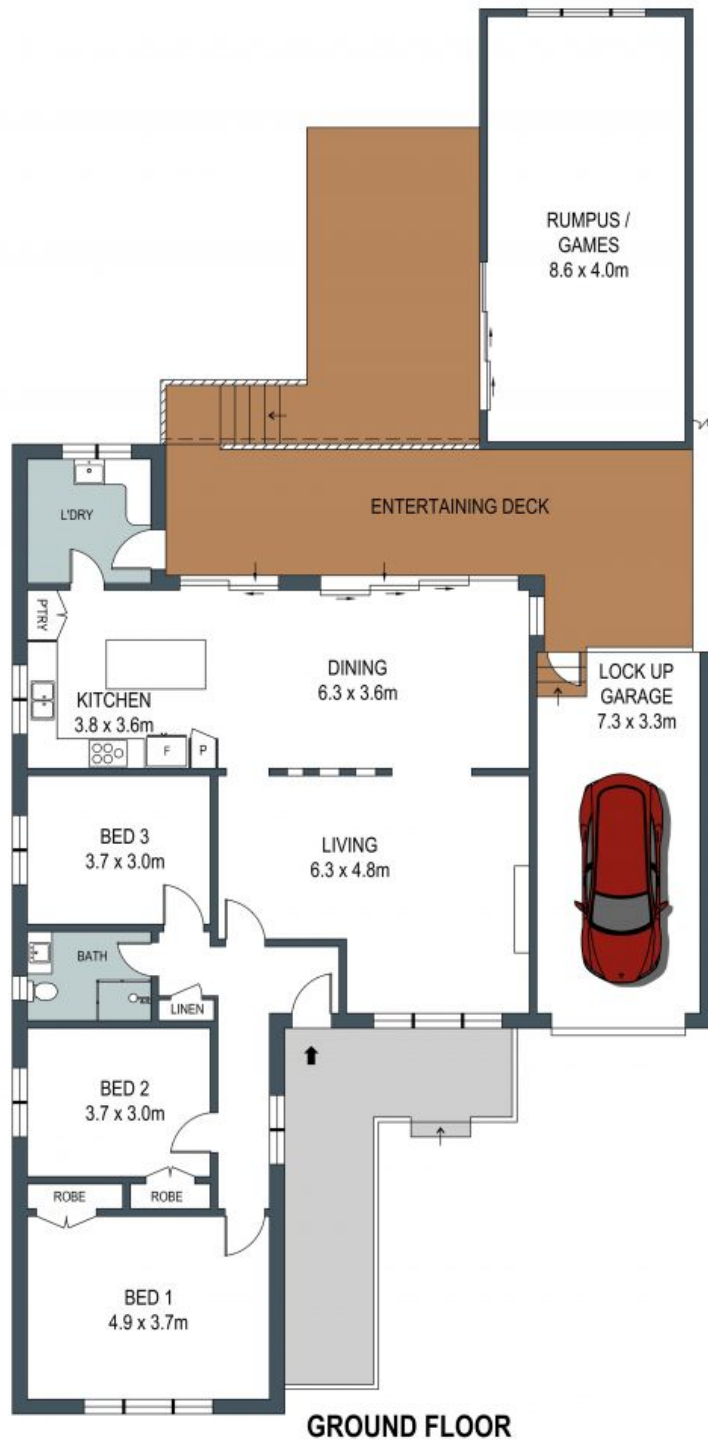 RUMPUS /
GAMES
8.6 x 4.0m
ENTERTAINING DECK
L'DRY
PTRY
KITCHEN
3.8 x 3.6m
F
P
DINING
6.3 x 3.6m
LOCK UP
GARAGE
7.3 x 3.3m
BED 3
3.7 x 3.0m
LIVING
6.3 x 4.8m
BATH
LINEN
BED 2
3.7 x 3.0m
ROBE
ROBE
BED 1
4.9 x 3.7m
GROUND FLOOR